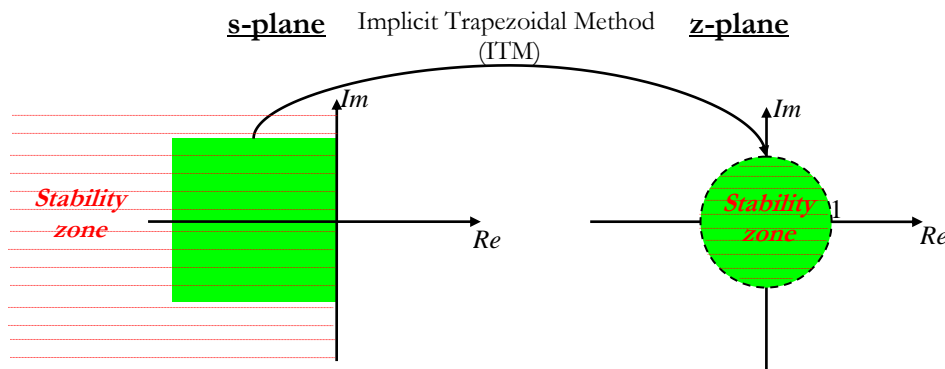 s-plane
Implicit Trapezoidal Method
(ITM)
z-plane
Im
Im
Stability
zone
Re
Stability
zone
1
Re